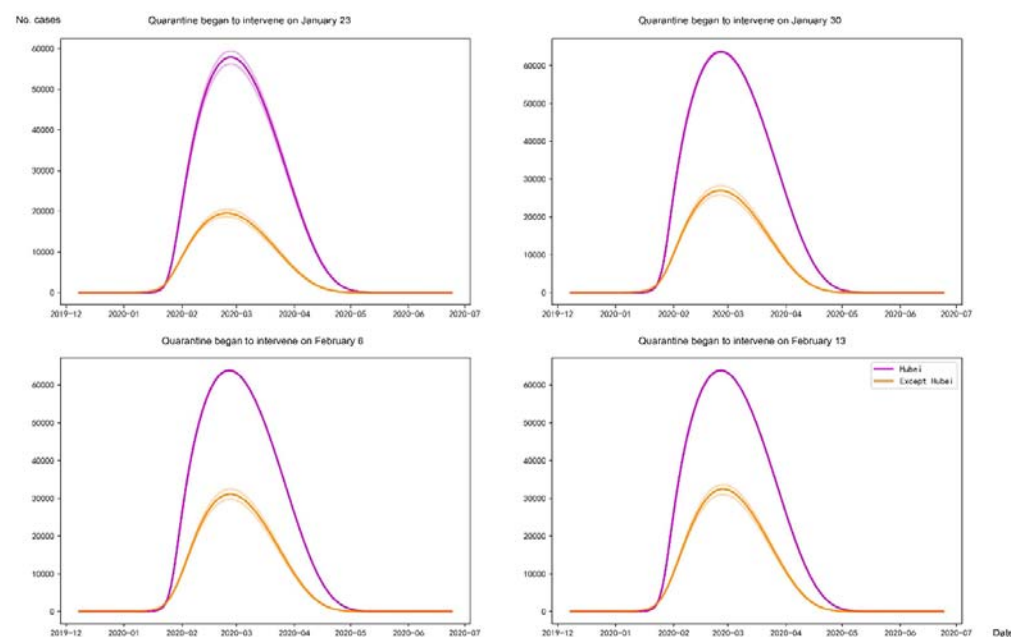 No. cases
Quarantine began to intervene on January 23
60000
50000
40000
30000
20000
10000
0
2019-12 2020-01 2020-02 2020-03 2020-04 2020-05 2020-06 2020-07
Quarantine began to intervene on January 30
60000
50000
40000
30000
20000
10000
0
2019-12 2020-01 2020-02 2020-03 2020-04 2020-05 2020-06 2020-07
Quarantine began to intervene on February 6
60000
50000
40000
30000
20000
10000
0
2019-12 2020-01 2020-02 2020-03 2020-04 2020-05 2020-06 2020-07
Quarantine began to intervene on February 13
Hubei
Except Hubei
60000
50000
40000
30000
20000
10000
0
2019-12 2020-01 2020-02 2020-03 2020-04 2020-05 2020-06 2020-07
Date